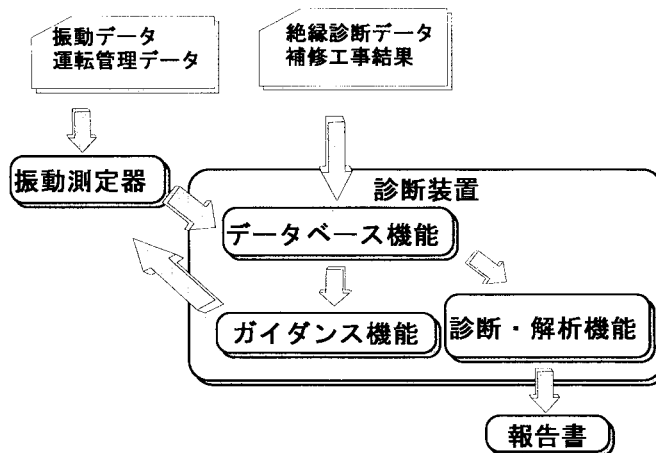 振動データ
運転管理データ
絶縁診断データ
補修工事結果
振動測定器
診断装置
データベース機能
ガイダンス機能
診断・解析機能
報告書